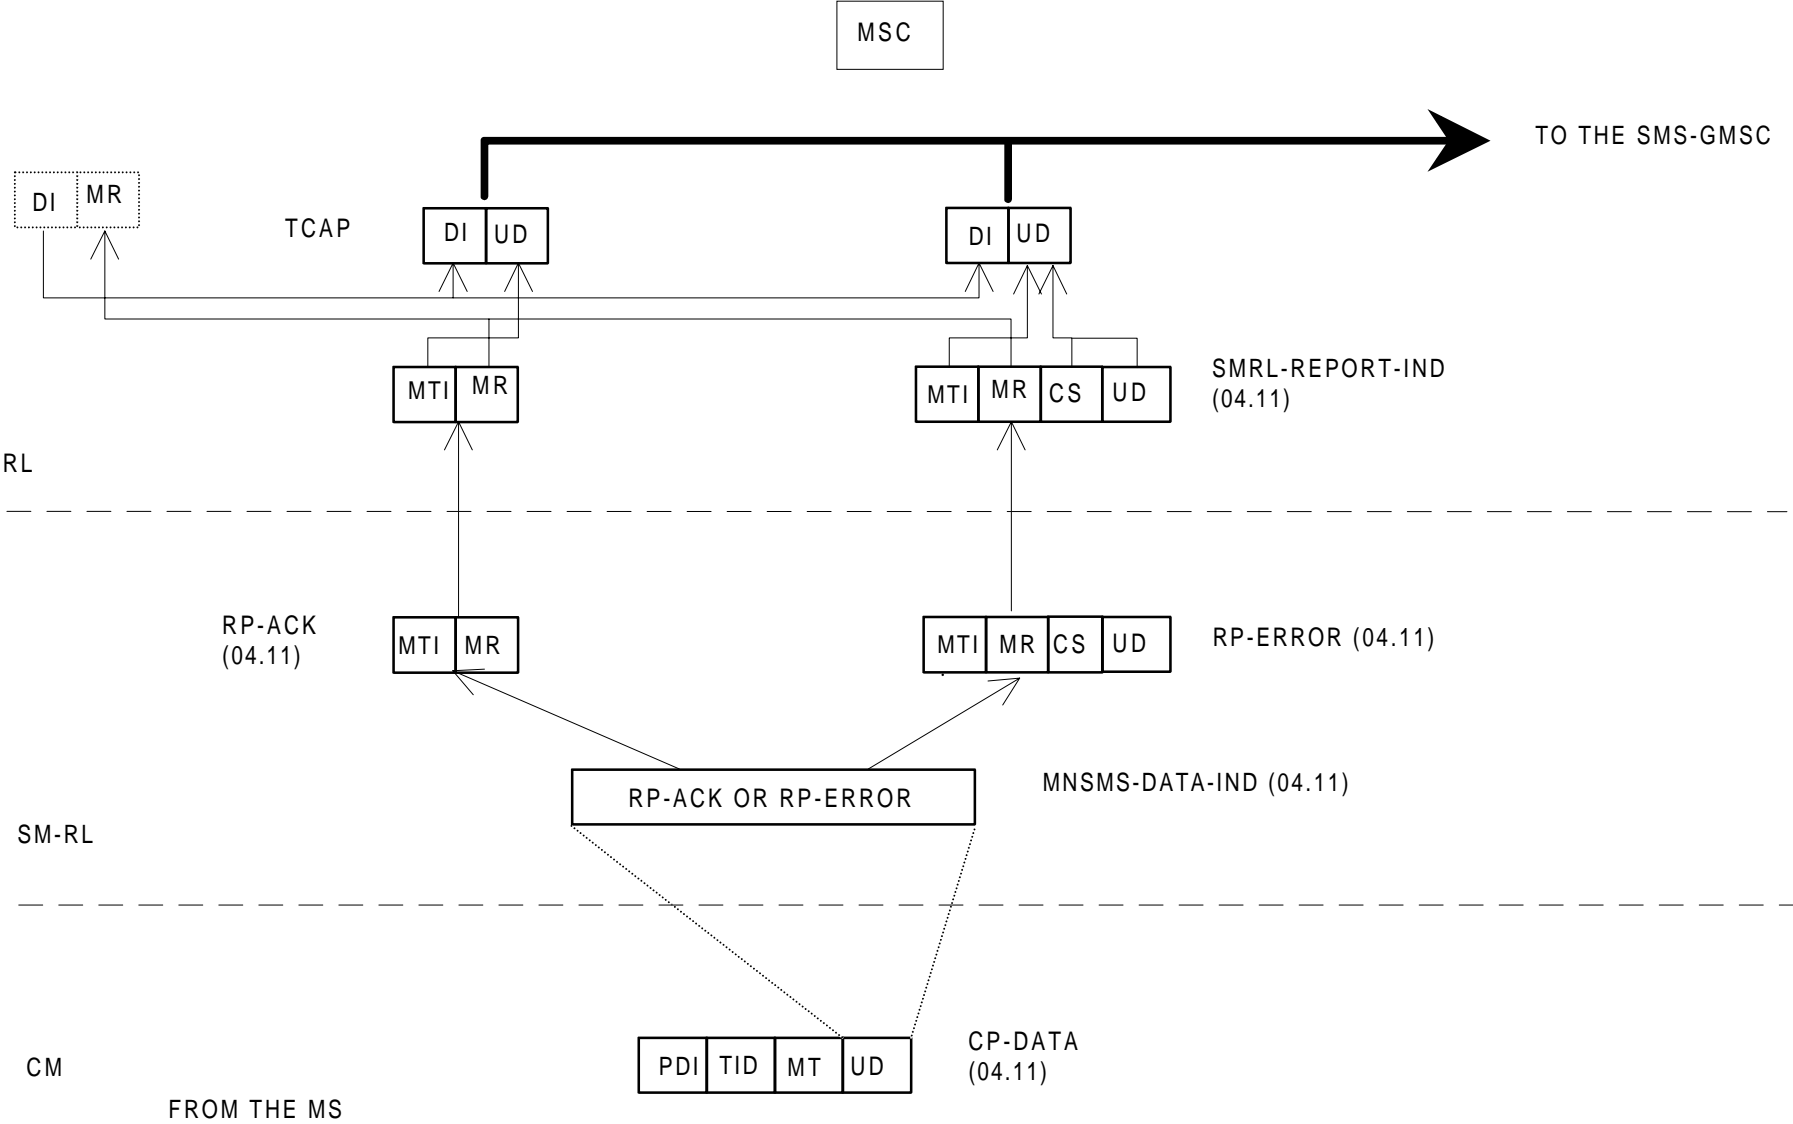 MSC
TO THE SMS-GMSC
DI MR
TCAP
DI UD
DI UD
MTI MR
MTI MR CS UD
SMRL-REPORT-IND
(04.11)
RL
RP-ACK
(04.11)
MTI MR
MTI MR CS UD
RP-ERROR (04.11)
RP-ACK OR RP-ERROR
MNSMS-DATA-IND (04.11)
SM-RL
PDI TID MT UD
CP-DATA
(04.11)
CM
FROM THE MS